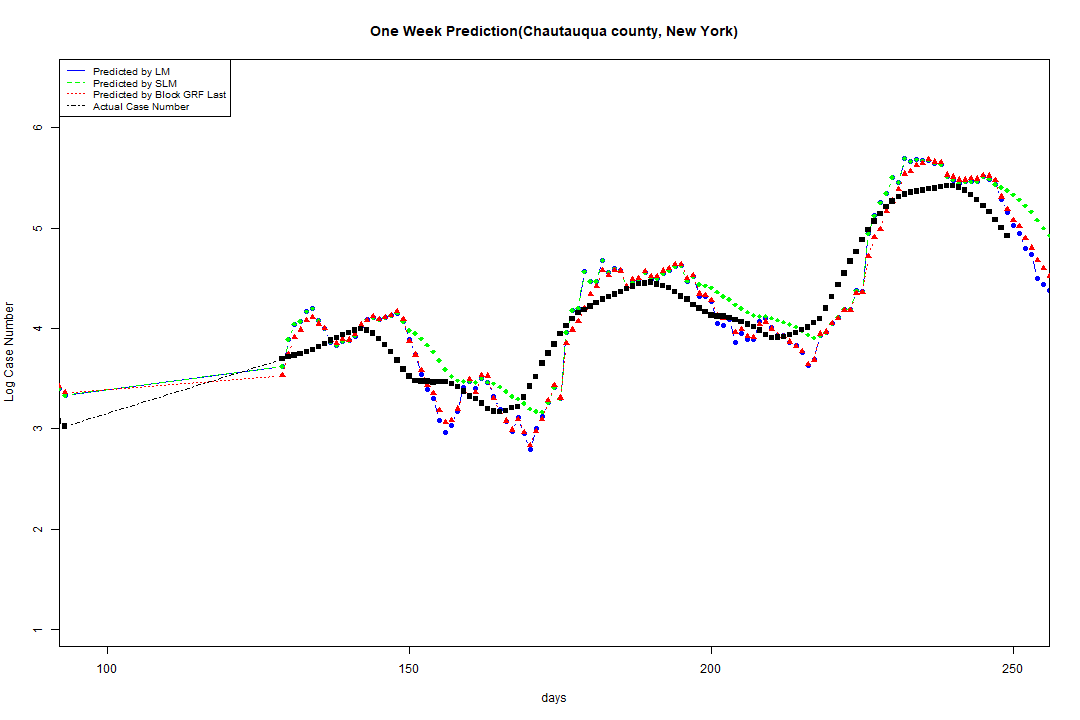 One Week Prediction(Chautauqua county, New York)
Predicted by LM
Predicted by SLM
Predicted by Block GRF Last
Actual Case Number
6
5
4
3
2
1
Log Case Number
100 150 200 250
days